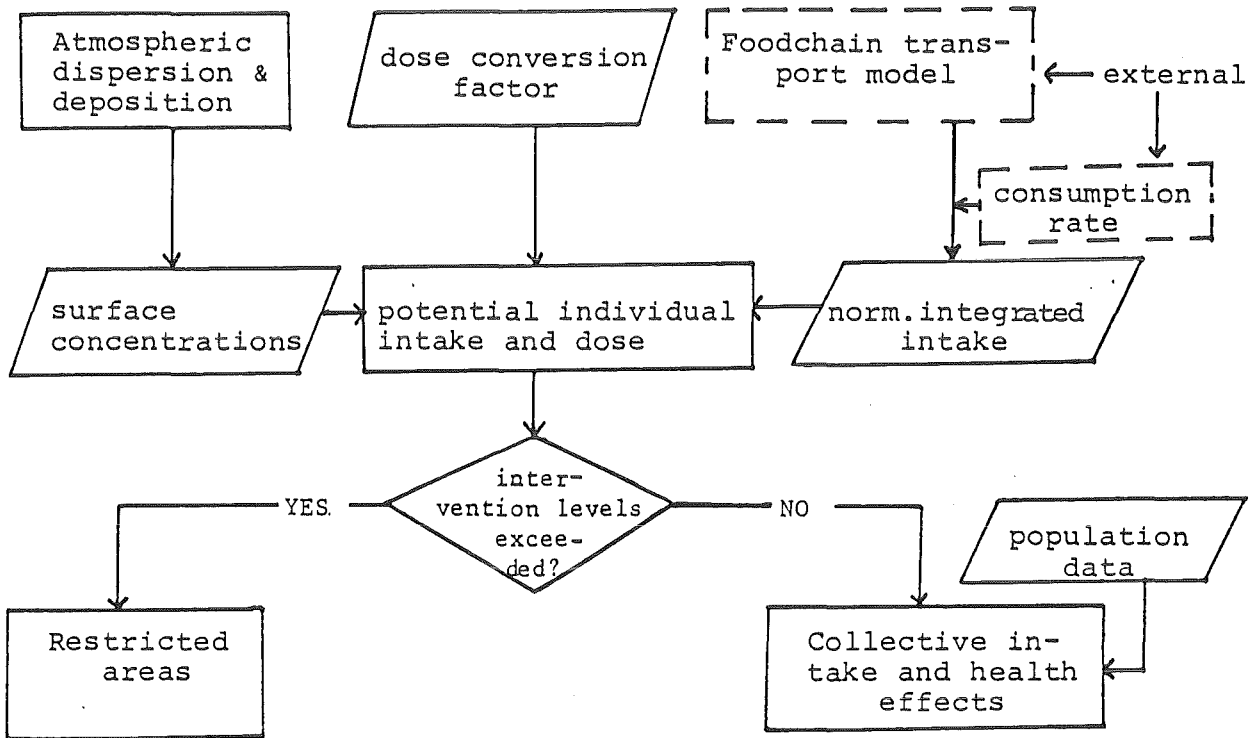 Atmospheric
dispersion &
deposition
dose conversion
factor
Foodchain trans-
port model
external
consumption
rate
surface
concentrations
potential individual
intake and dose
norm.integrated
intake
inter-
vention levels
excee-
ded?
YES.
NO
population
data
Restricted
areas
Collective in-
take and health
effects